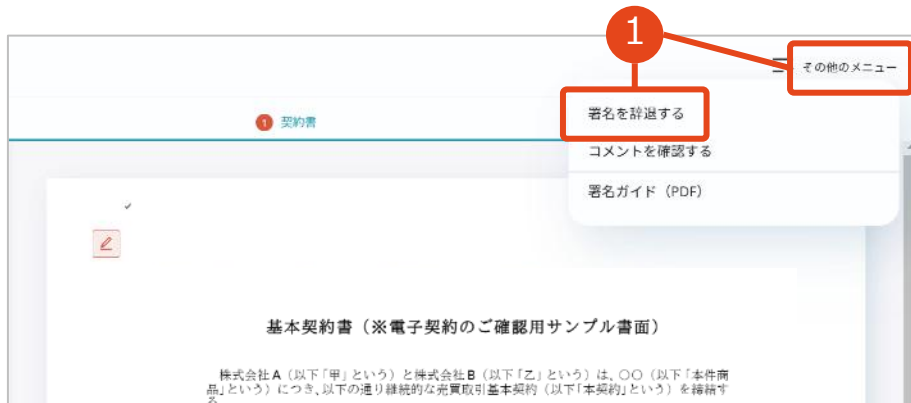 1
その他のメニュー
署名を辞退する
1 契約書
コメントを確認する
署名ガイド（PDF）
基本契約書（※電子契約のご確認用サンプル書面）
株式会社A（以下「甲」という）と株式会社B（以下「乙」という）は、〇〇（以下「本件商
品」という）につき、以下の通り継続的な売買取引基本契約（以下「本契約」という）を締結す
る